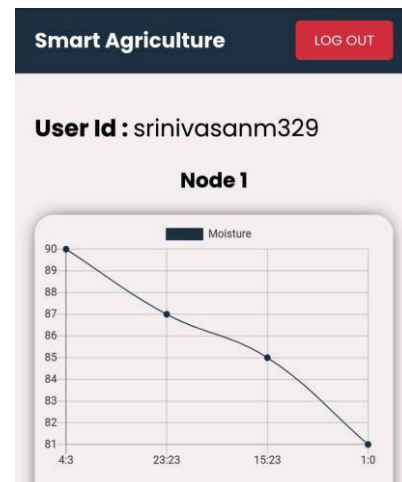 Smart Agriculture
LOG OUT
User Id : srinivasanm329
Node 1
Moisture
90
89
88
87
86
85
84
83
82
81
4:3 23:23 15:23 1:0